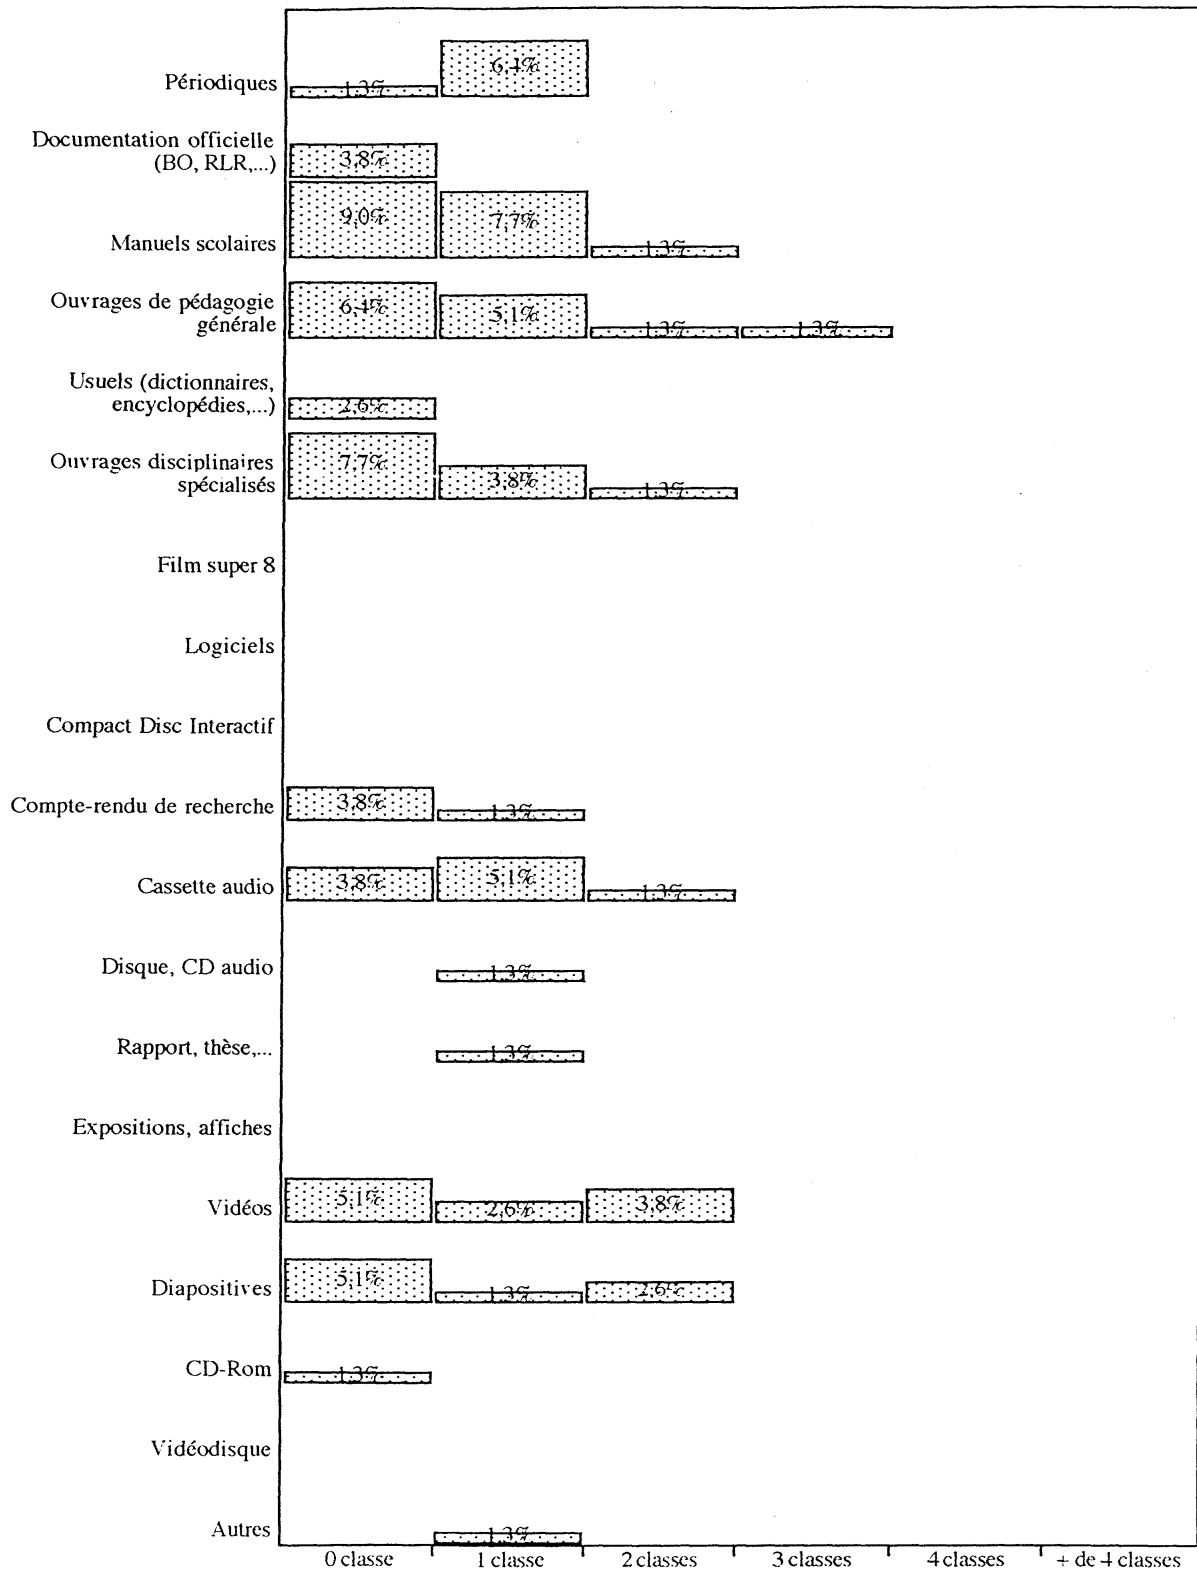 Périodiques
1,3%
6,4%
Documentation officielle
(BO, RLR,...)
3,8%
Manuels scolaires
9,0%
7,7%
1,3%
Ouvrages de pédagogie
générale
6,4%
5,1%
1,3%
1,3%
Usuels (dictionnaires,
encyclopédies,...)
2,6%
Ouvrages disciplinaires
spécialisés
7,7%
3,8%
1,3%
Film super 8
Logiciels
Compact Disc Interactif
Compte-rendu de recherche
3,8%
1,3%
Cassette audio
3,8%
5,1%
1,3%
Disque, CD audio
1,3%
Rapport, thèse,...
1,3%
Expositions, affiches
Vidéos
5,1%
2,6%
3,8%
Diapositives
5,1%
1,3%
2,6%
CD-Rom
1,3%
Vidéodisque
Autres
1,3%
0 classe
1 classe
2 classes
3 classes
4 classes
+ de 4 classes